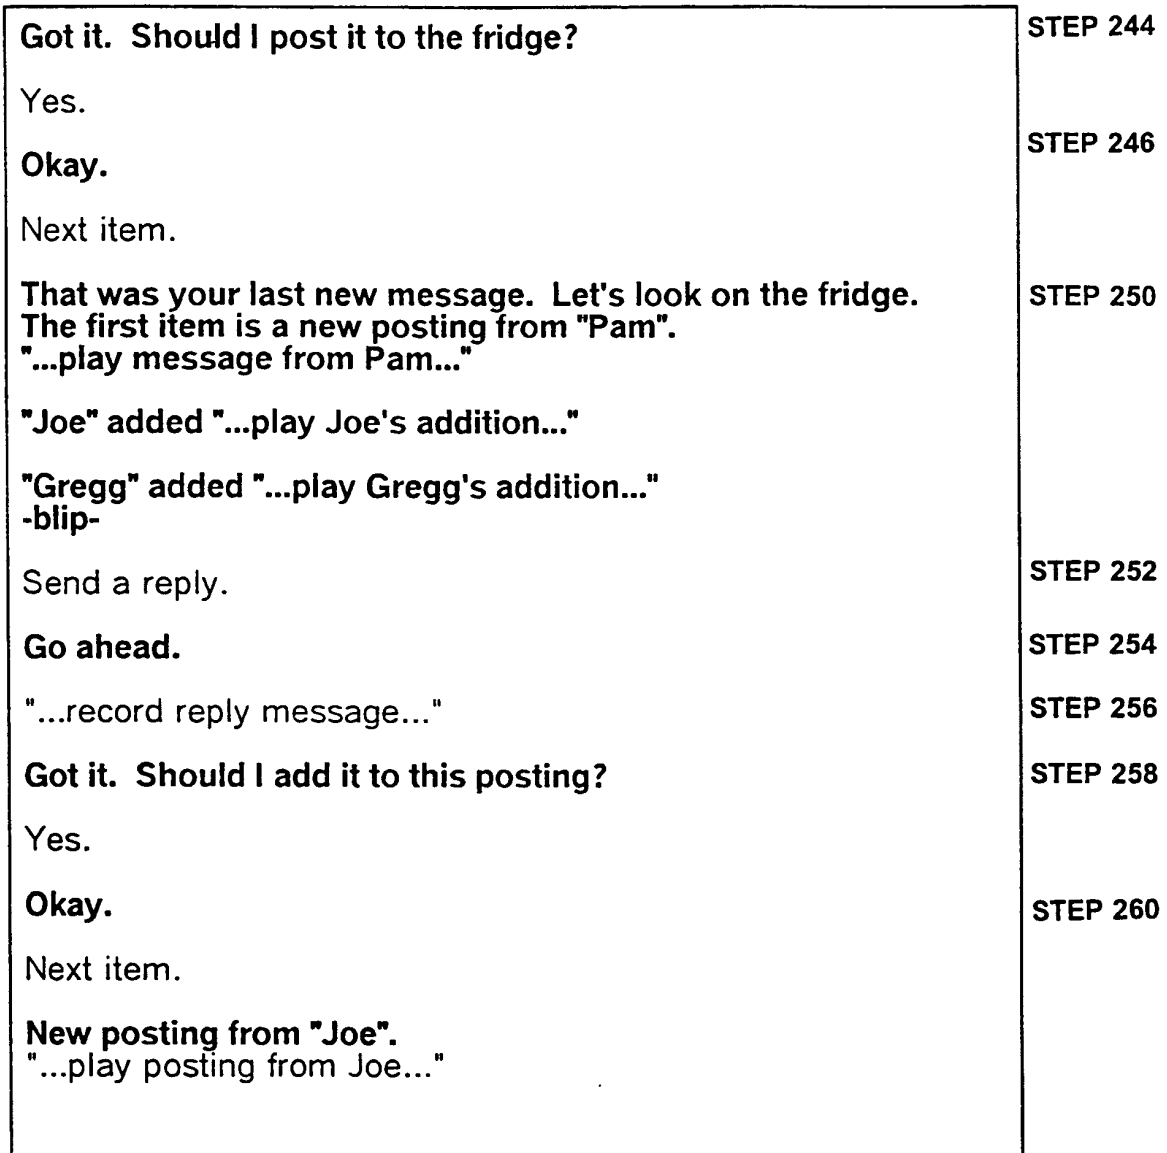 Got it. Should I post it to the fridge? STEP 244
Yes.
STEP 246
Okay.
Next item.
That was your last new message. Let's look on the fridge. STEP 250
The first item is a new posting from "Pam".
"...play message from Pam..."
"Joe" added "...play Joe's addition..."
"Gregg" added "...play Gregg's addition..."
-blip-
Send a reply. STEP 252
Go ahead. STEP 254
"...record reply message..." STEP 256
Got it. Should I add it to this posting? STEP 258
Yes.
Okay. STEP 260
Next item.
New posting from "Joe".
"...play posting from Joe..."